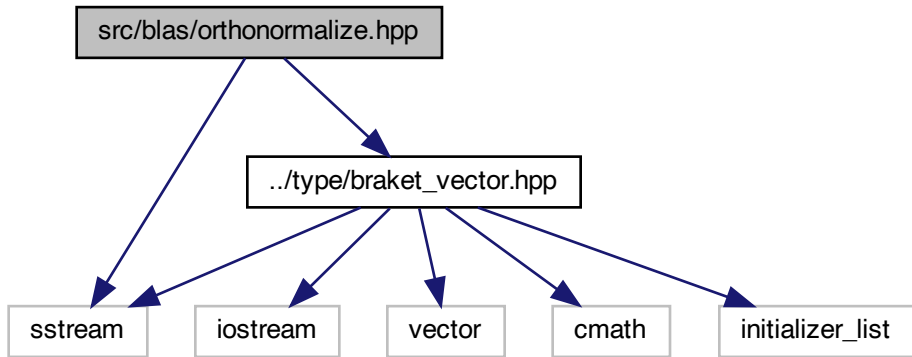 src/blas/orthonormalize.hpp
../type/braket_vector.hpp
sstream
iostream
vector
cmath
initializer_list